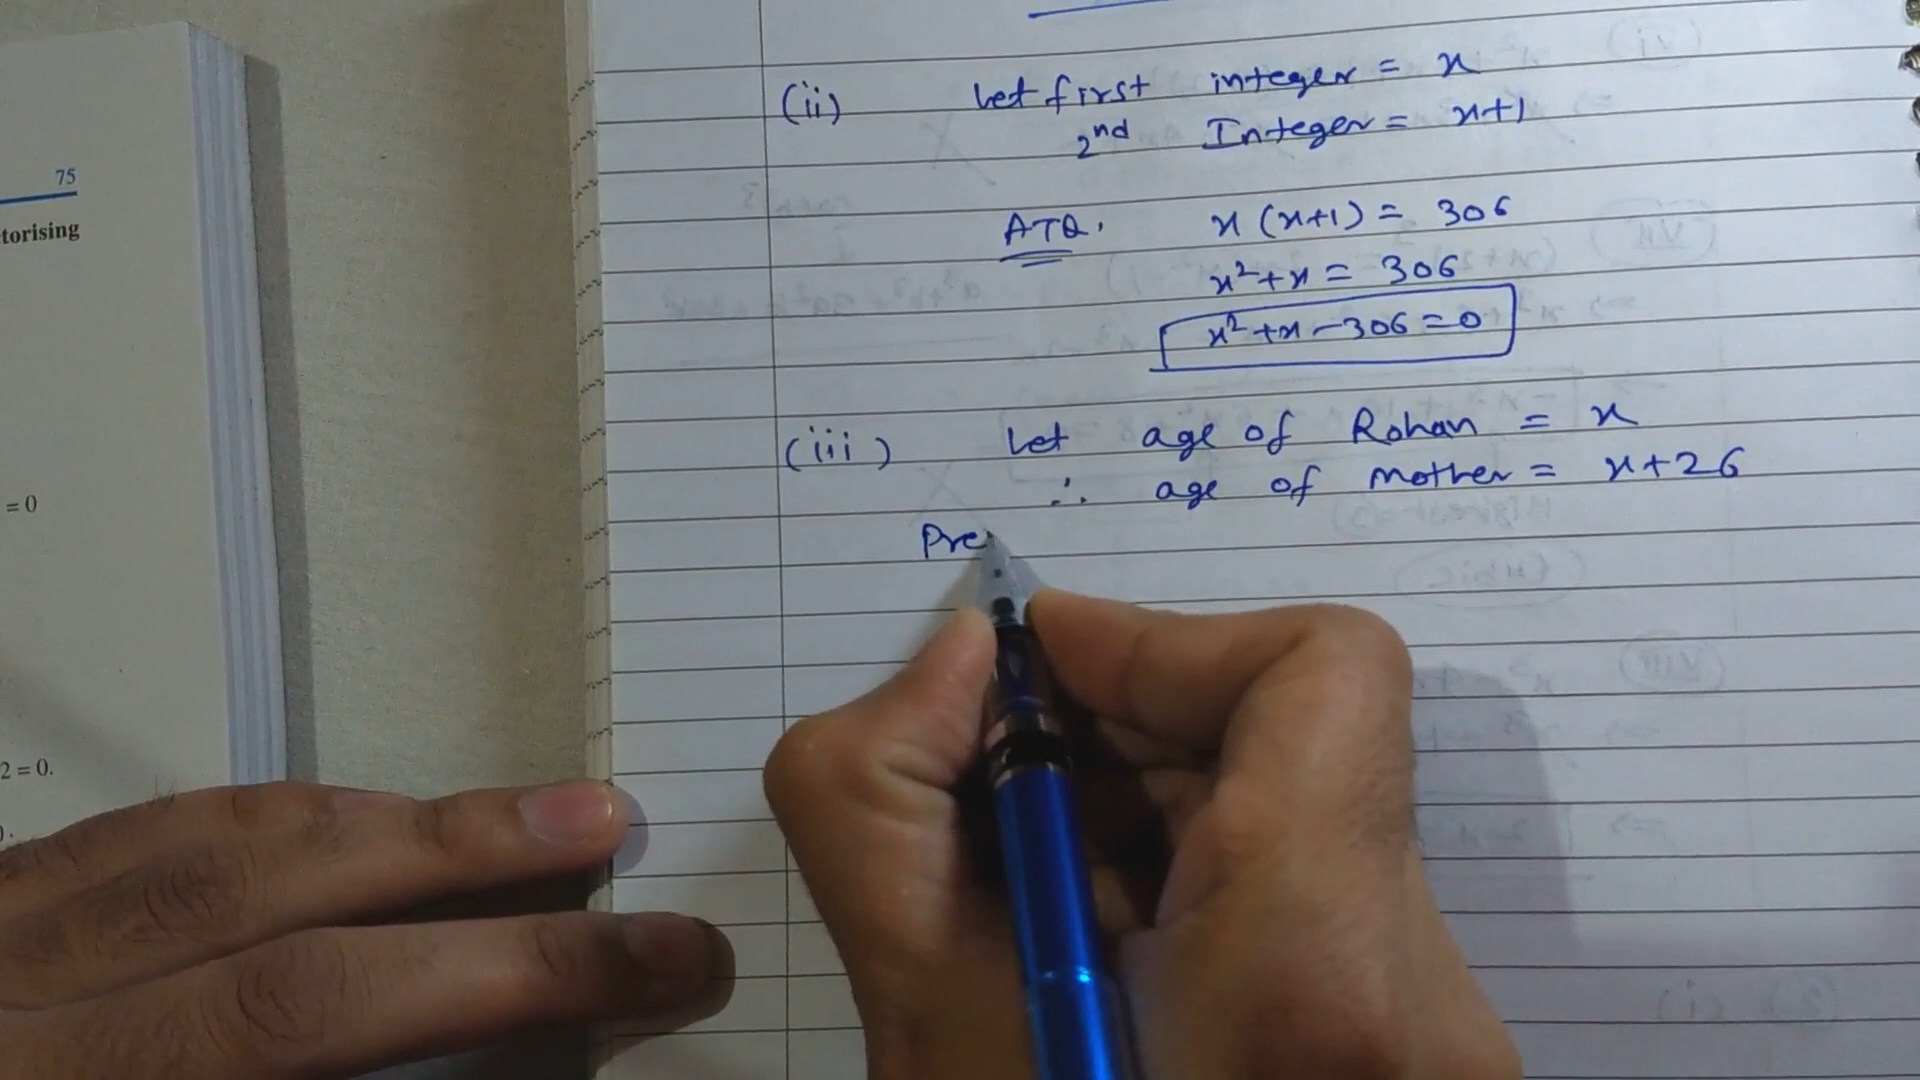 75
torising
= 0
2 = 0.
).
(ii) Let first integer = x
2nd Integer = x+1
ATQ. x (x+1) = 306
x²+x = 306
x²+x-306=0
(iii) Let age of Rohan = x
∴ age of mother = x+26
Pre